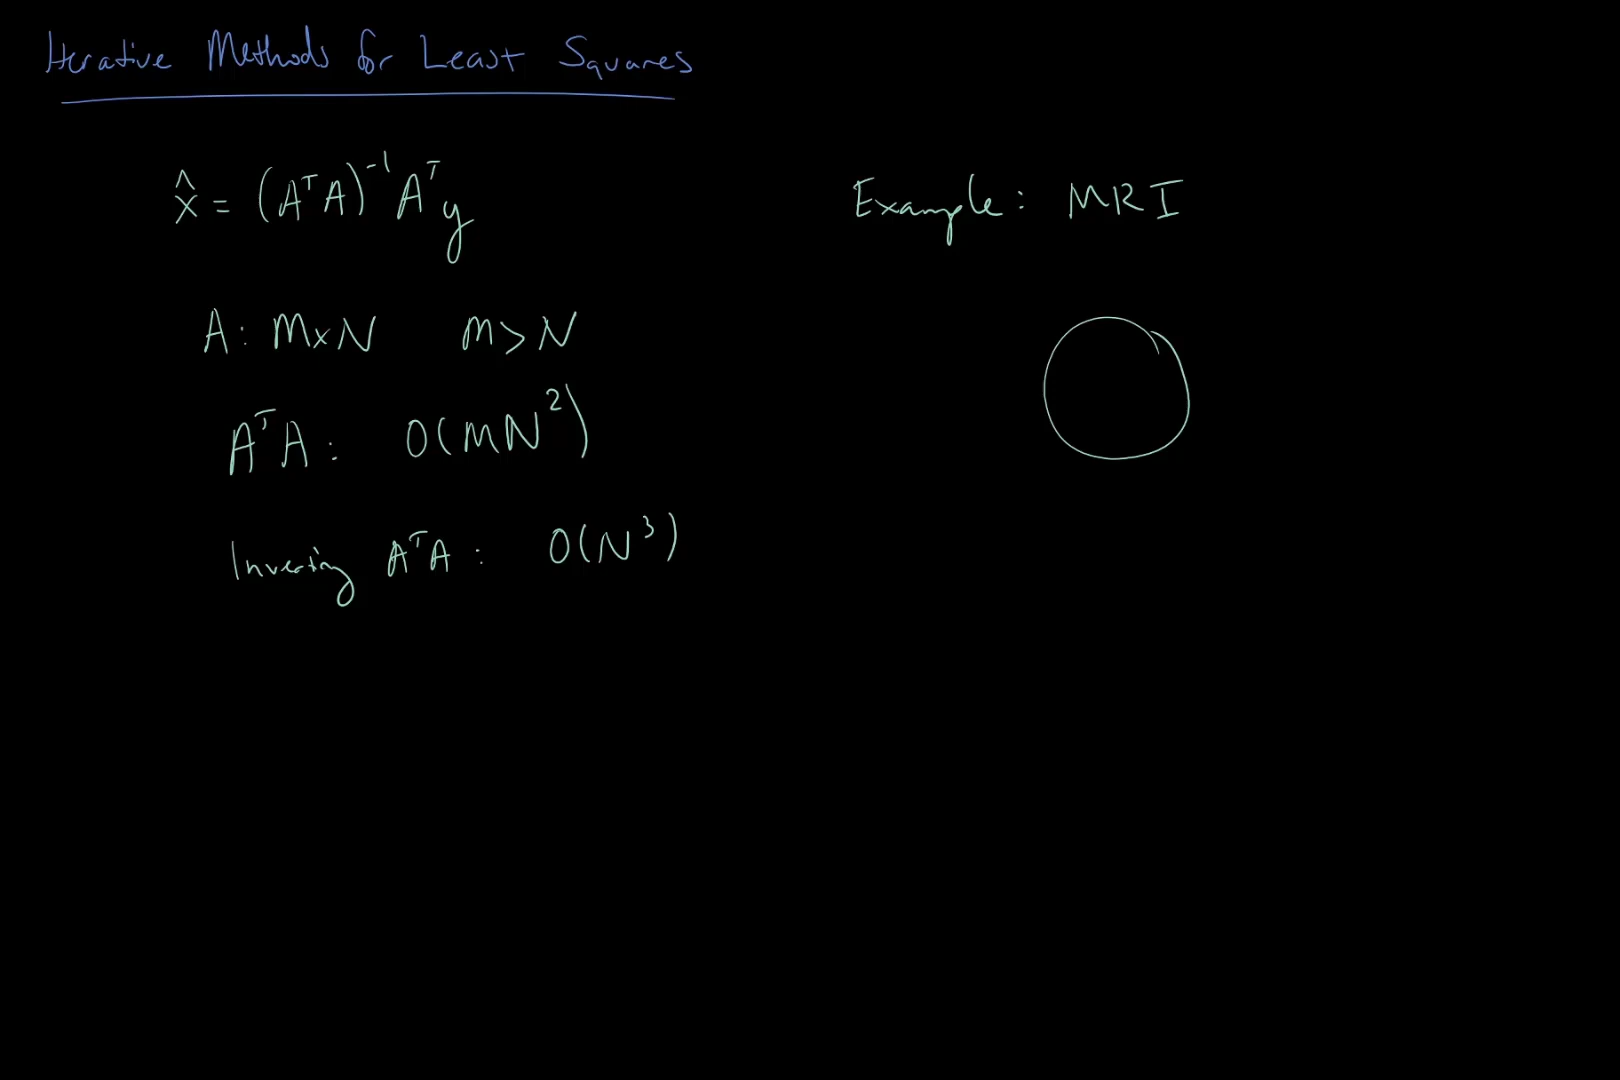 Iterative Methods for Least Squares
x̂ = (AᵀA)⁻¹Aᵀy
A: M×N   M>N
AᵀA: O(MN²)
Inverting AᵀA: O(N³)
Example: MRI